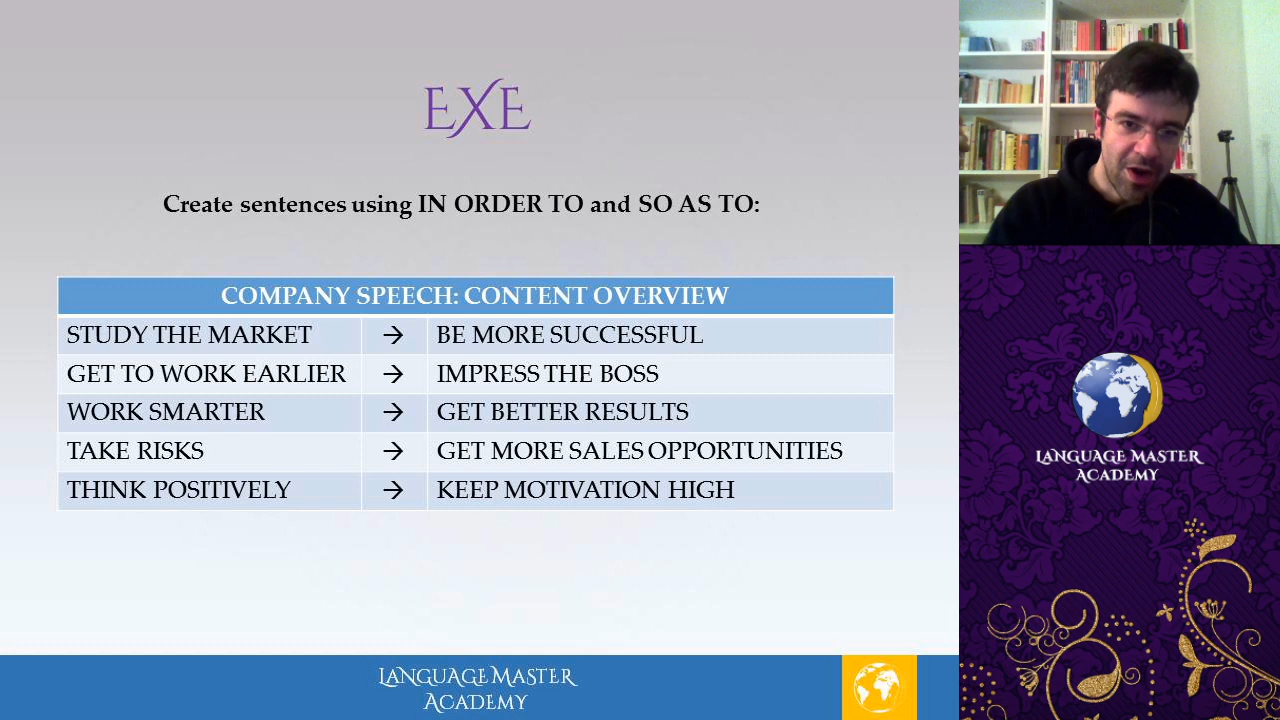 EXE
Create sentences using IN ORDER TO and SO AS TO:
COMPANY SPEECH: CONTENT OVERVIEW
STUDY THE MARKET → BE MORE SUCCESSFUL
GET TO WORK EARLIER → IMPRESS THE BOSS
WORK SMARTER → GET BETTER RESULTS
TAKE RISKS → GET MORE SALES OPPORTUNITIES
THINK POSITIVELY → KEEP MOTIVATION HIGH
LANGUAGE MASTER
ACADEMY
LANGUAGE MASTER
ACADEMY